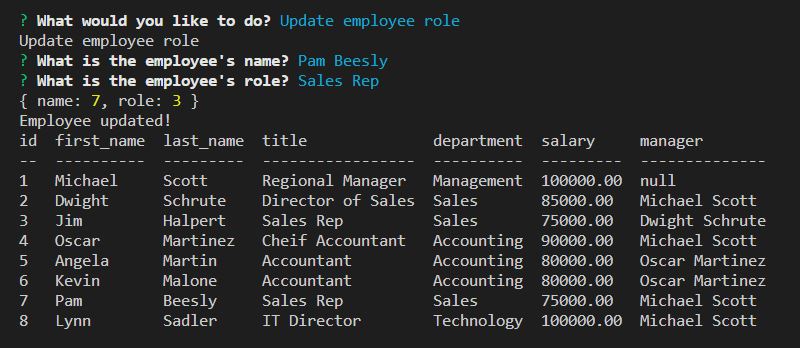 ? What would you like to do? Update employee role
Update employee role
? What is the employee's name? Pam Beesly
? What is the employee's role? Sales Rep
{ name: 7, role: 3 }
Employee updated!
id  first_name  last_name  title              department  salary     manager
--  ----------  ---------  -----------------  ----------  ---------  --------------
1   Michael     Scott      Regional Manager   Management  100000.00  null
2   Dwight      Schrute    Director of Sales  Sales       85000.00   Michael Scott
3   Jim         Halpert    Sales Rep          Sales       75000.00   Dwight Schrute
4   Oscar       Martinez   Cheif Accountant   Accounting  90000.00   Michael Scott
5   Angela      Martin     Accountant         Accounting  80000.00   Oscar Martinez
6   Kevin       Malone     Accountant         Accounting  80000.00   Oscar Martinez
7   Pam         Beesly     Sales Rep          Sales       75000.00   Michael Scott
8   Lynn        Sadler     IT Director        Technology  100000.00  Michael Scott